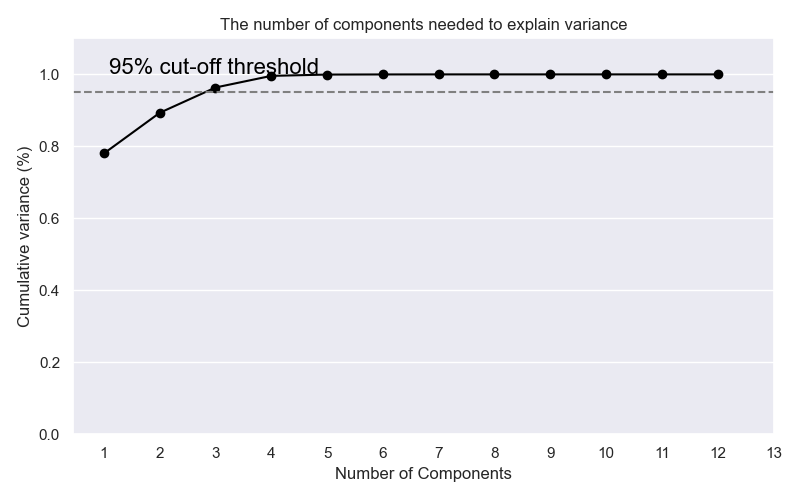 The number of components needed to explain variance
95% cut-off threshold
Cumulative variance (%)
1.0
0.8
0.6
0.4
0.2
0.0
1 2 3 4 5 6 7 8 9 10 11 12 13
Number of Components